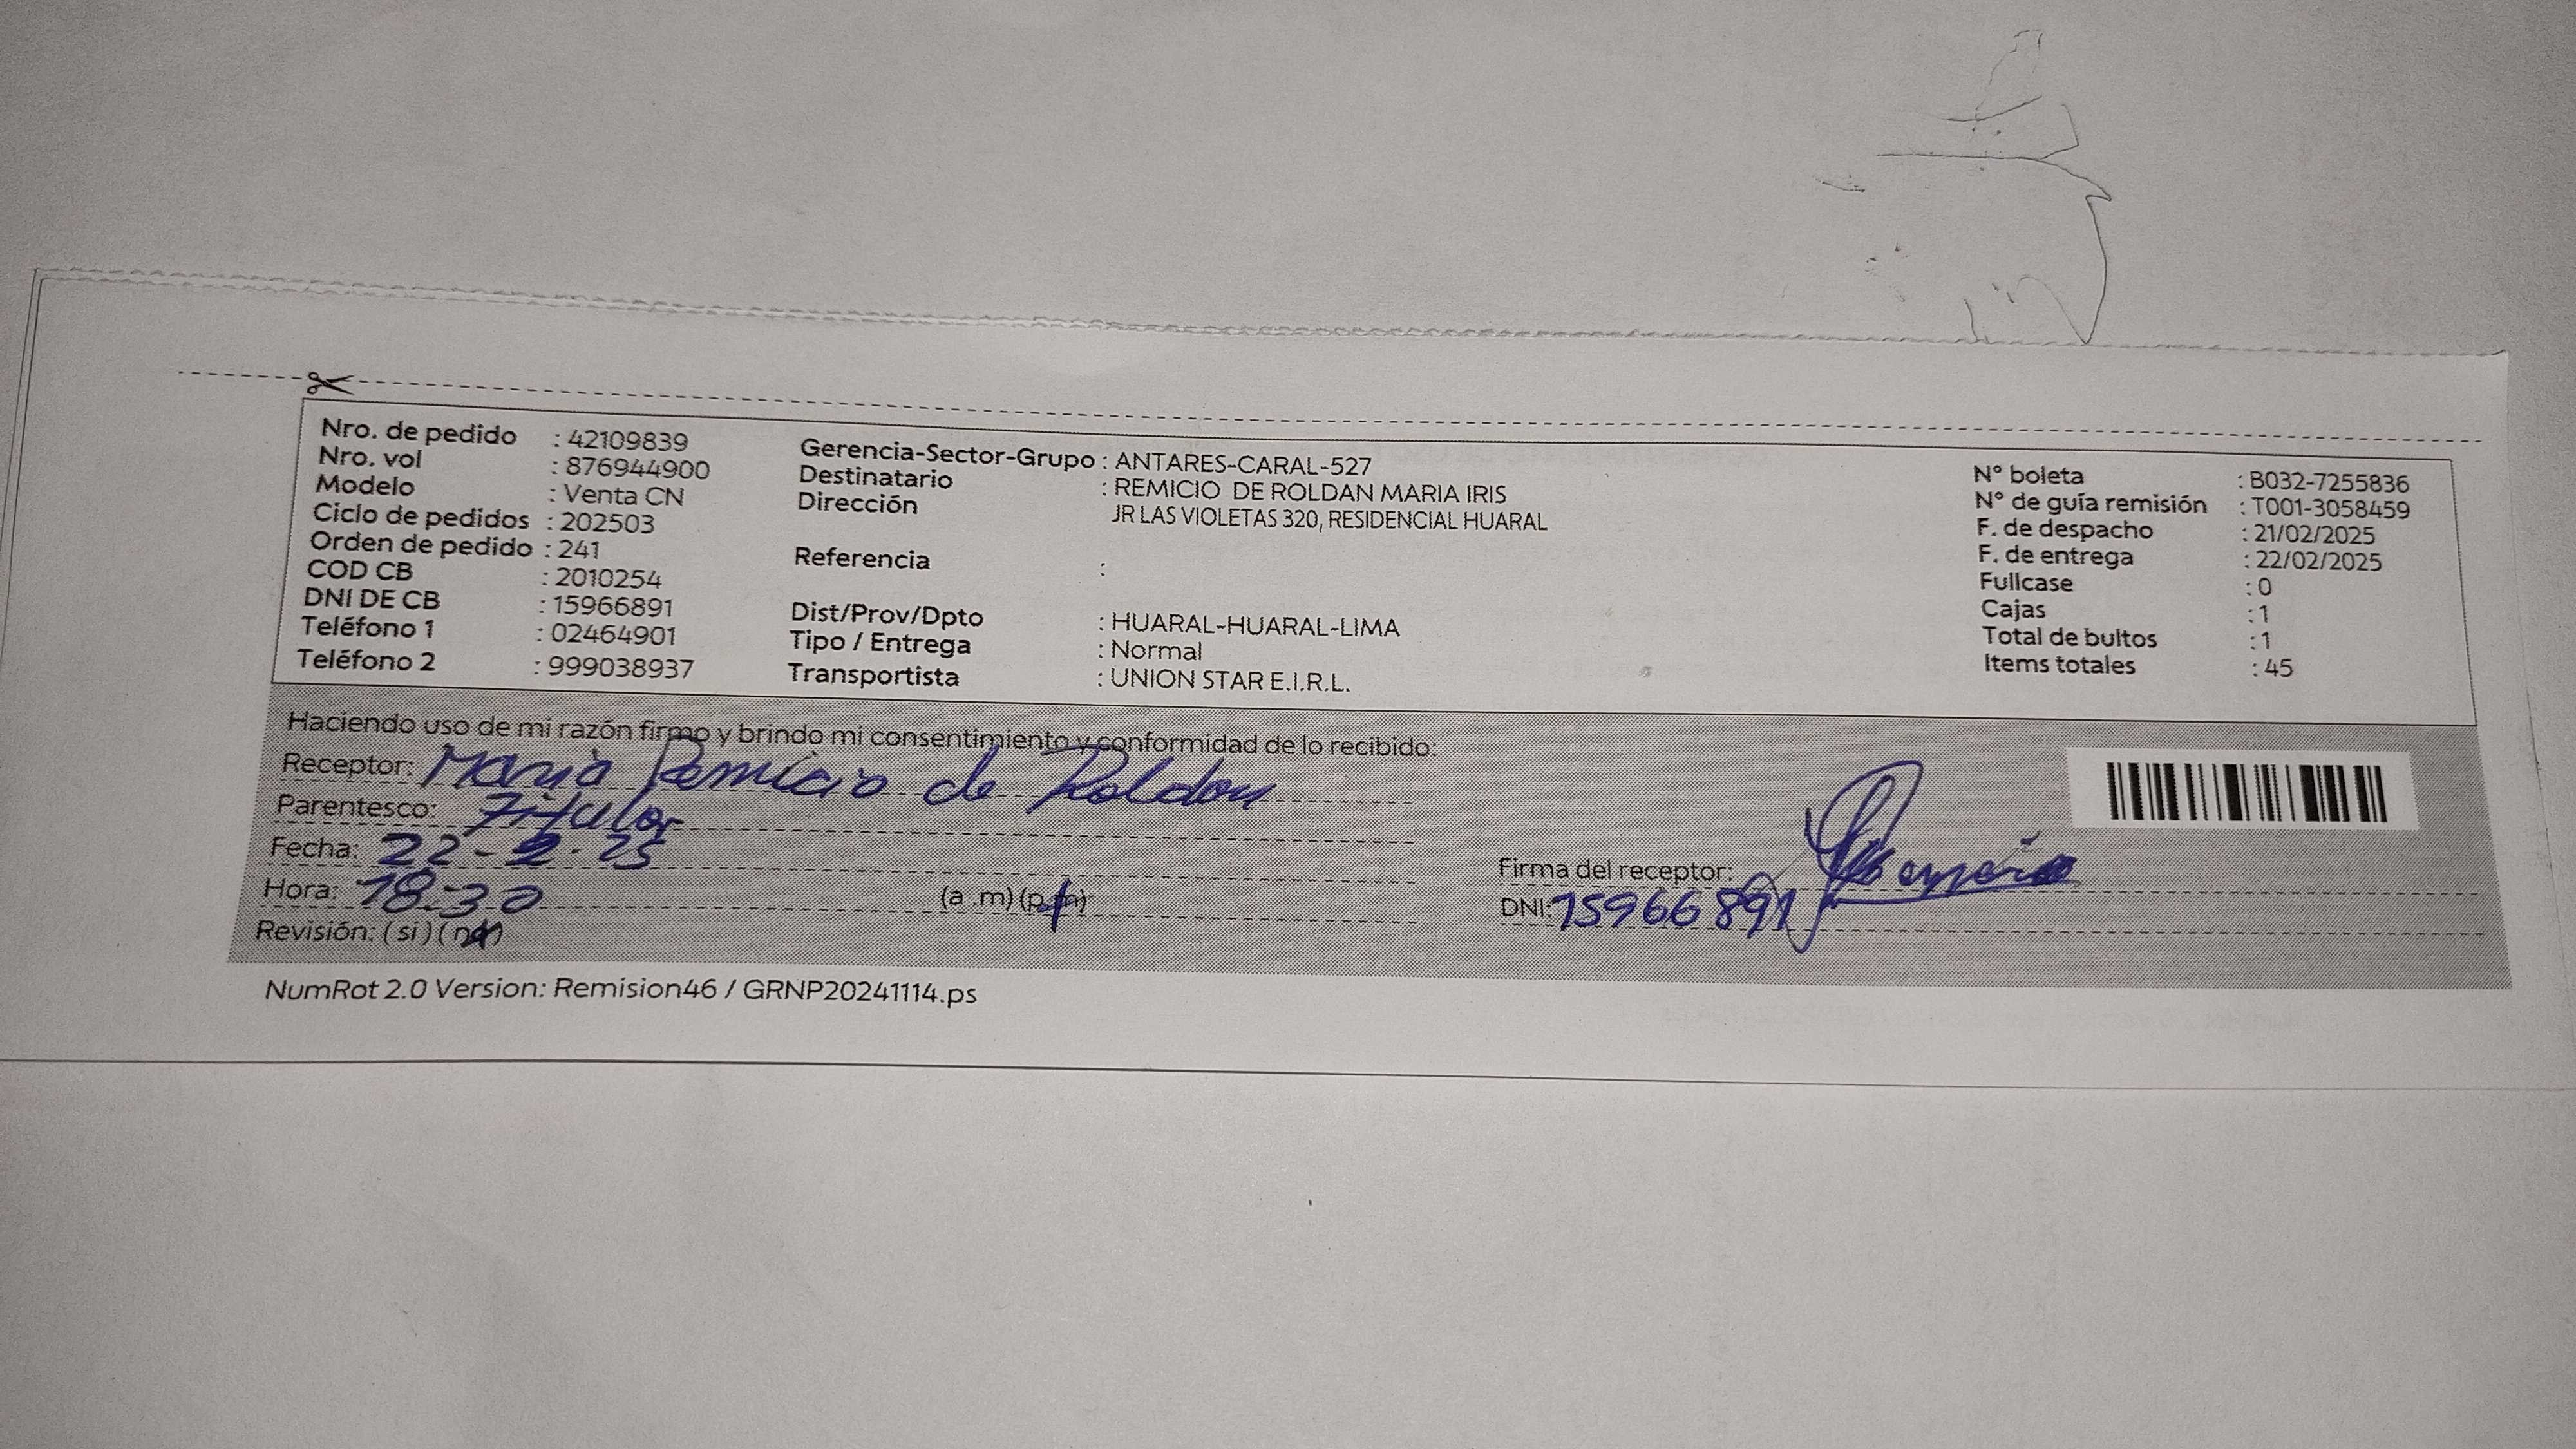 Nro. de pedido : 42109839
Nro. vol : 876944900
Modelo : Venta CN
Ciclo de pedidos : 202503
Orden de pedido : 241
COD CB : 2010254
DNI DE CB : 15966891
Teléfono 1 : 02464901
Teléfono 2 : 999038937
Gerencia-Sector-Grupo : ANTARES-CARAL-527
Destinatario : REMICIO DE ROLDAN MARIA IRIS
Dirección JR LAS VIOLETAS 320, RESIDENCIAL HUARAL
Referencia :
Dist/Prov/Dpto : HUARAL-HUARAL-LIMA
Tipo / Entrega : Normal
Transportista : UNION STAR E.I.R.L.
N° boleta : B032-7255836
N° de guía remisión : T001-3058459
F. de despacho : 21/02/2025
F. de entrega : 22/02/2025
Fullcase : 0
Cajas : 1
Total de bultos : 1
Items totales : 45
Haciendo uso de mi razón firmo y brindo mi consentimiento y conformidad de lo recibido:
Receptor: Maria Remicio de Roldan
Parentesco: Titular
Fecha: 22-2-25
Hora: 18:30 (a .m) (p.m)
Revisión: (si) (no)
Firma del receptor:
DNI: 15966891
NumRot 2.0 Version: Remision46 / GRNP20241114.ps